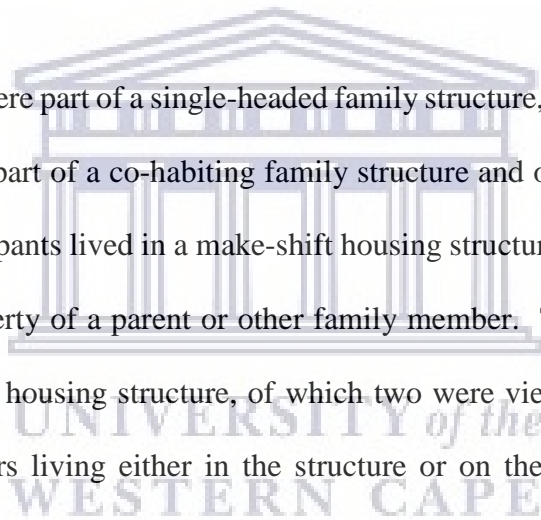 ere part of a single-headed family structure,
part of a co-habiting family structure and
pants lived in a make-shift housing structur
erty of a parent or other family member.
housing structure, of which two were vie
UNIVERSITY of the
rs living either in the structure or on the
WESTERN CAPE